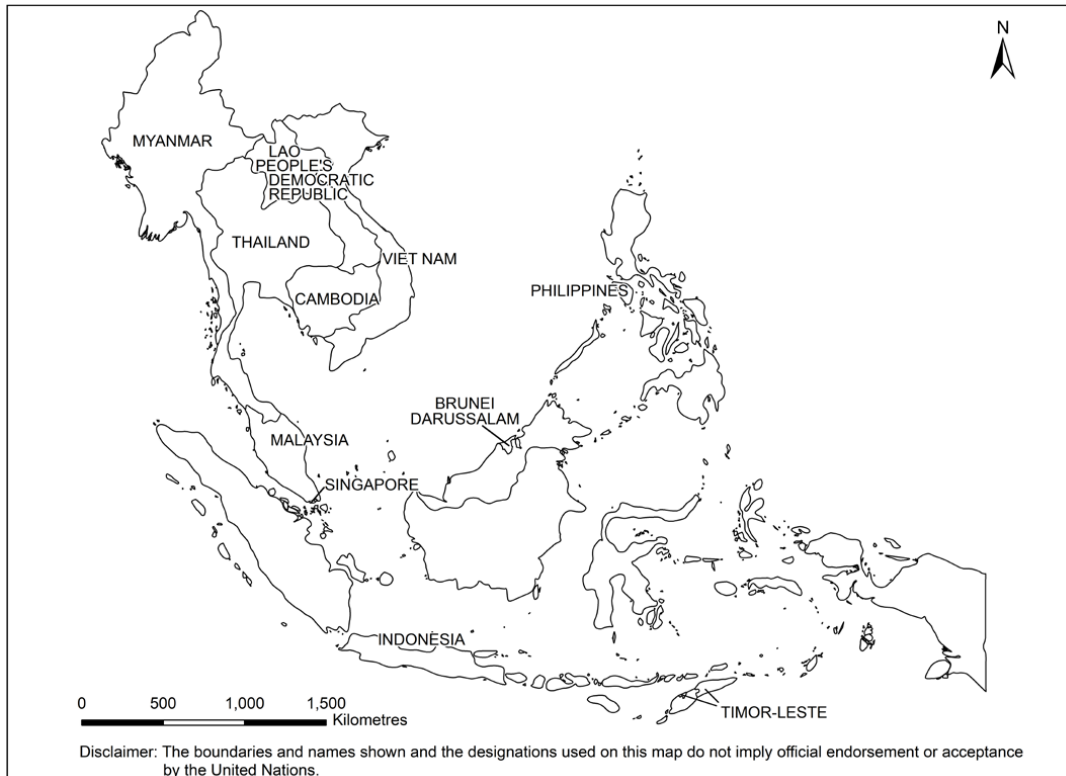 N
MYANMAR
LAO
PEOPLE'S
DEMOCRATIC
REPUBLIC
THAILAND
VIET NAM
CAMBODIA
PHILIPPINES
BRUNEI
DARUSSALAM
MALAYSIA
SINGAPORE
INDONESIA
TIMOR-LESTE
0 500 1,000 1,500
Kilometres
Disclaimer: The boundaries and names shown and the designations used on this map do not imply official endorsement or acceptance
by the United Nations.